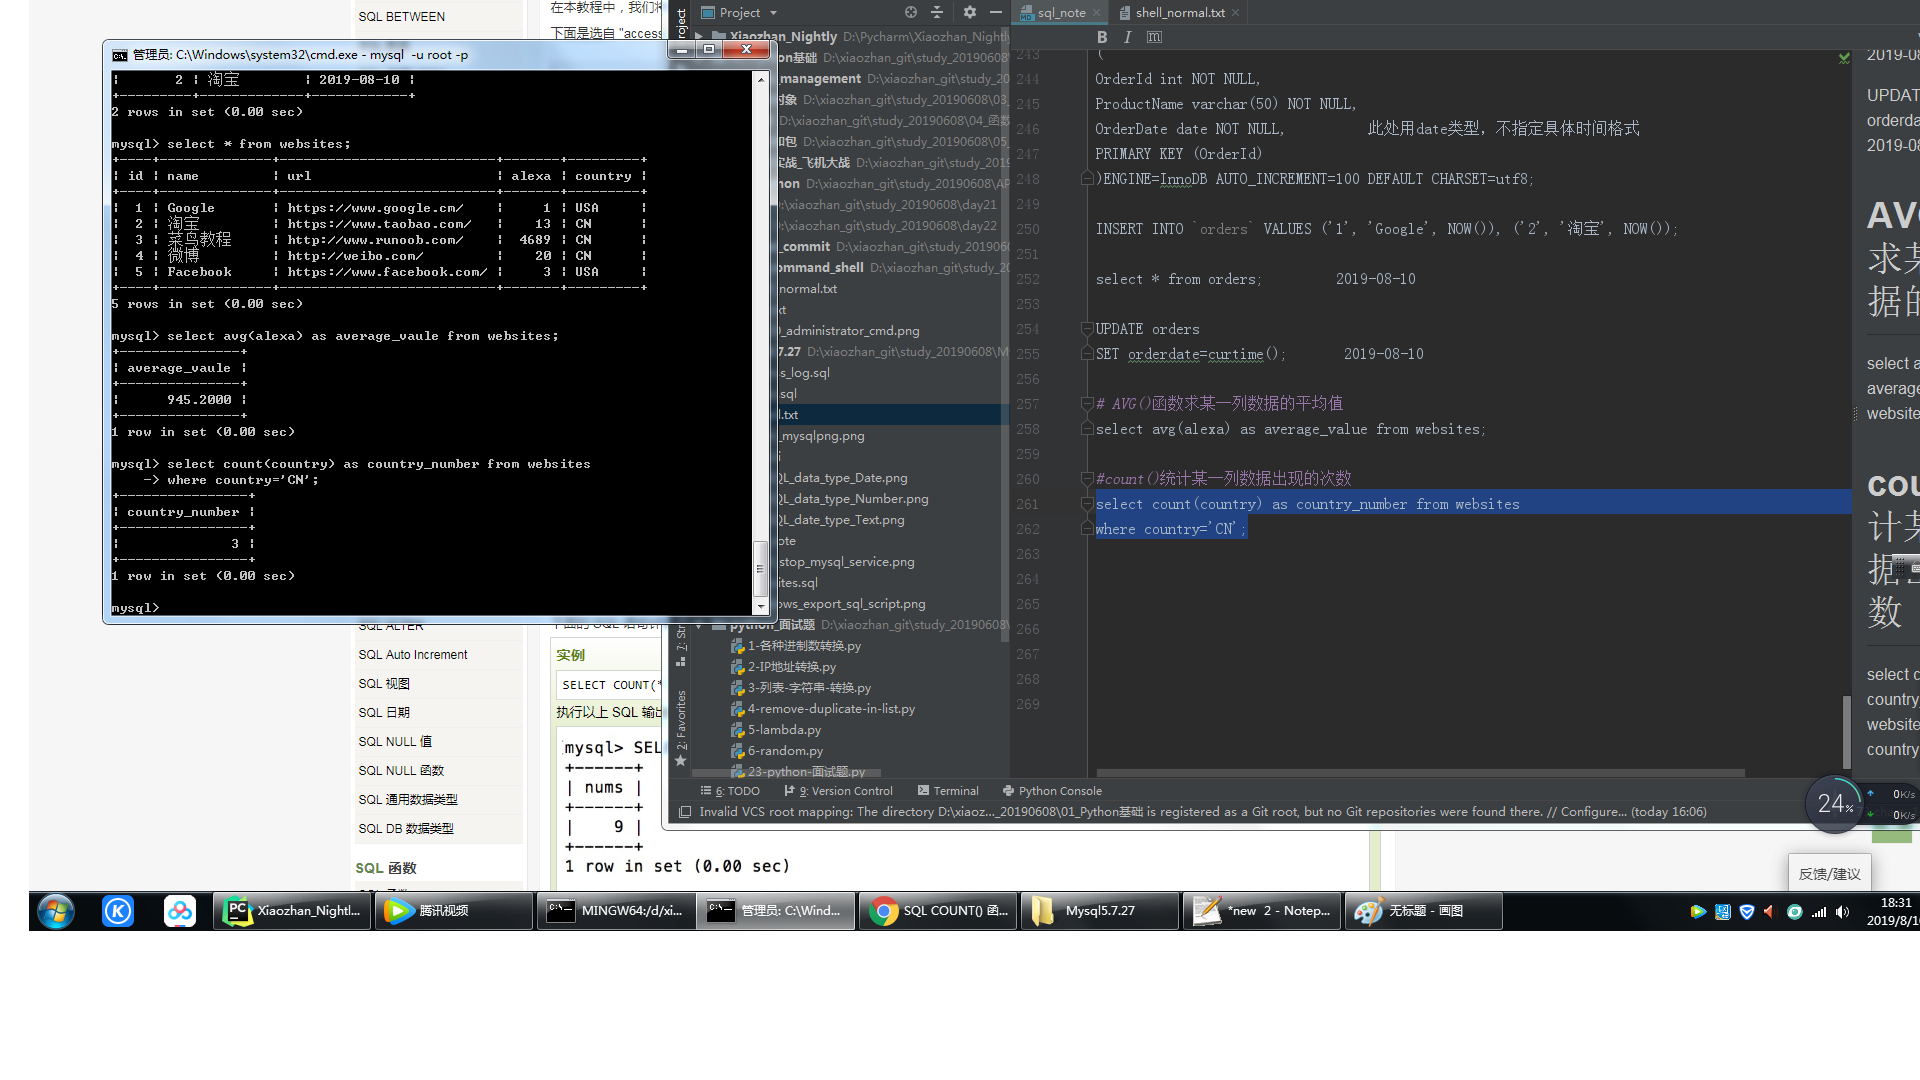 SQL BETWEEN
在本教程中，我们将
下面是选自 "access
管理员: C:\Windows\system32\cmd.exe - mysql  -u root -p
|       2 | 淘宝        | 2019-08-10 |
+---------+-------------+------------+
2 rows in set (0.00 sec)
mysql> select * from websites;
+----+--------------+---------------------------+-------+---------+
| id | name         | url                       | alexa | country |
+----+--------------+---------------------------+-------+---------+
|  1 | Google       | https://www.google.cm/    |     1 | USA     |
|  2 | 淘宝         | https://www.taobao.com/   |    13 | CN      |
|  3 | 菜鸟教程     | http://www.runoob.com/    |  4689 | CN      |
|  4 | 微博         | http://weibo.com/         |    20 | CN      |
|  5 | Facebook     | https://www.facebook.com/ |     3 | USA     |
+----+--------------+---------------------------+-------+---------+
5 rows in set (0.00 sec)
mysql> select avg(alexa) as average_vaule from websites;
+---------------+
| average_vaule |
+---------------+
|      945.2000 |
+---------------+
1 row in set (0.00 sec)
mysql> select count(country) as country_number from websites
    -> where country='CN';
+----------------+
| country_number |
+----------------+
|              3 |
+----------------+
1 row in set (0.00 sec)
mysql>
SQL ALTER
SQL Auto Increment
SQL 视图
SQL 日期
SQL NULL 值
SQL NULL 函数
SQL 通用数据类型
SQL DB 数据类型
SQL 函数
实例
SELECT COUNT(*
执行以上 SQL 输出
mysql> SEL
+------+
| nums |
+------+
|    9 |
+------+
1 row in set (0.00 sec)
Project
Xiaozhan_Nightly D:\Pycharm\Xiaozhan_Nightly
on基础 D:\xiaozhan_git\study_20190608
_management D:\xiaozhan_git\study_20
对象 D:\xiaozhan_git\study_20190608\03_
D:\xiaozhan_git\study_20190608\04_函数
和包 D:\xiaozhan_git\study_20190608\05_
实战_飞机大战 D:\xiaozhan_git\study_2019
hon D:\xiaozhan_git\study_20190608\AP
:\xiaozhan_git\study_20190608\day21
:\xiaozhan_git\study_20190608\day22
_commit D:\xiaozhan_git\study_2019060
ommand_shell D:\xiaozhan_git\study_20
normal.txt
xt
_administrator_cmd.png
7.27 D:\xiaozhan_git\study_20190608\M
s_log.sql
.sql
l.txt
_mysqlpng.png
i
QL_data_type_Date.png
QL_data_type_Number.png
QL_date_type_Text.png
ote
stop_mysql_service.png
ites.sql
ows_export_sql_script.png
python_面试题 D:\xiaozhan_git\study_20190608\
1-各种进制数转换.py
2-IP地址转换.py
3-列表-字符串-转换.py
4-remove-duplicate-in-list.py
5-lambda.py
6-random.py
23-python-面试题.py
7: Str
2: Favorites
sql_note
shell_normal.txt
B I m
243 (
244 OrderId int NOT NULL,
245 ProductName varchar(50) NOT NULL,
246 OrderDate date NOT NULL, 此处用date类型，不指定具体时间格式
247 PRIMARY KEY (OrderId)
248 )ENGINE=InnoDB AUTO_INCREMENT=100 DEFAULT CHARSET=utf8;
249
250 INSERT INTO `orders` VALUES ('1', 'Google', NOW()), ('2', '淘宝', NOW());
251
252 select * from orders; 2019-08-10
253
254 UPDATE orders
255 SET orderdate=curtime(); 2019-08-10
256
257 # AVG()函数求某一列数据的平均值
258 select avg(alexa) as average_value from websites;
259
260 #count()统计某一列数据出现的次数
261 select count(country) as country_number from websites
262 where country='CN';
263
264
265
266
267
268
269
2019-08
UPDAT
orderda
2019-08
AVG
求某
据的
select a
average
website
cou
计某
据出
数
select c
country
website
country
6: TODO
9: Version Control
Terminal
Python Console
Invalid VCS root mapping: The directory D:\xiaoz..._20190608\01_Python基础 is registered as a Git root, but no Git repositories were found there. // Configure... (today 16:06)
24%
0K/s
0K/s
反馈/建议
Xiaozhan_Nightl...
腾讯视频
MINGW64:/d/xi...
管理员: C:\Wind...
SQL COUNT() 函...
Mysql5.7.27
*new 2 - Notep...
无标题 - 画图
18:31
2019/8/1